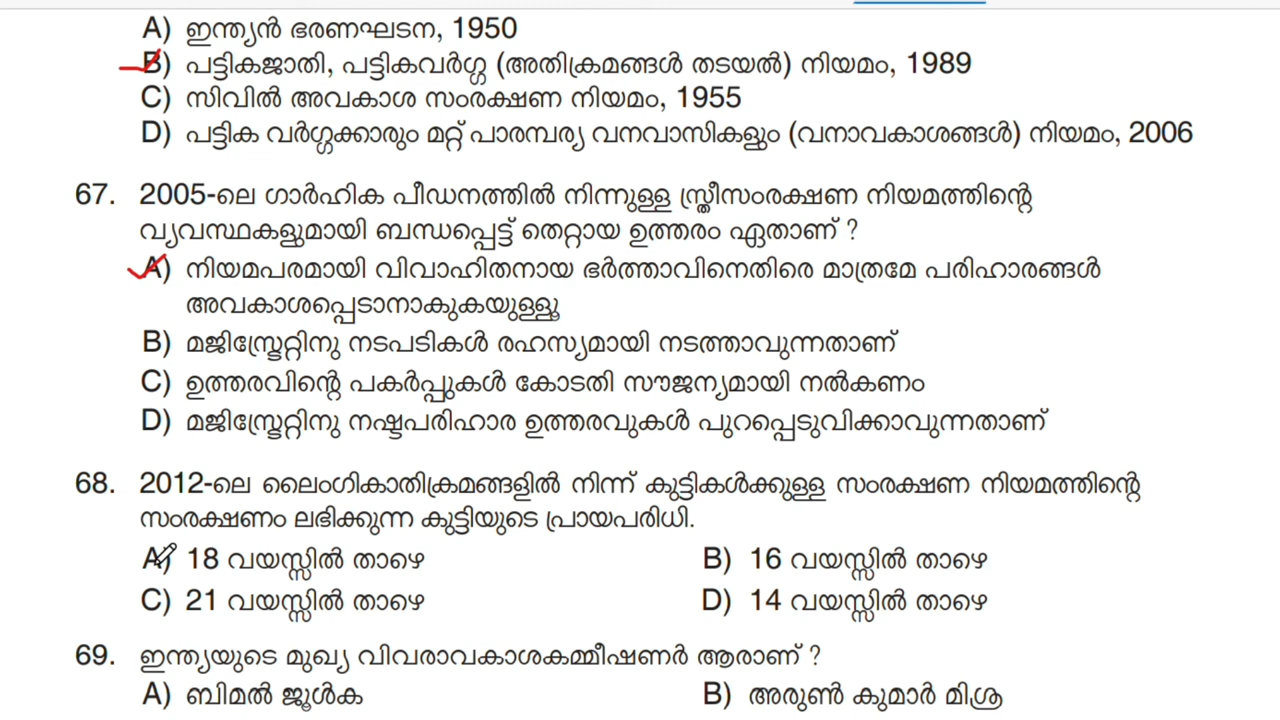 A) ഇന്ത്യൻ ഭരണഘടന, 1950
B) പട്ടികജാതി, പട്ടികവർഗ്ഗ (അതിക്രമങ്ങൾ തടയൽ) നിയമം, 1989
C) സിവിൽ അവകാശ സംരക്ഷണ നിയമം, 1955
D) പട്ടിക വർഗ്ഗക്കാരും മറ്റ് പാരമ്പര്യ വനവാസികളും (വനാവകാശങ്ങൾ) നിയമം, 2006
67. 2005-ലെ ഗാർഹിക പീഡനത്തിൽ നിന്നുള്ള സ്ത്രീസംരക്ഷണ നിയമത്തിന്റെ
വ്യവസ്ഥകളുമായി ബന്ധപ്പെട്ട് തെറ്റായ ഉത്തരം ഏതാണ് ?
A) നിയമപരമായി വിവാഹിതനായ ഭർത്താവിനെതിരെ മാത്രമേ പരിഹാരങ്ങൾ
അവകാശപ്പെടാനാകുകയുള്ളൂ
B) മജിസ്ട്രേറ്റിനു നടപടികൾ രഹസ്യമായി നടത്താവുന്നതാണ്
C) ഉത്തരവിന്റെ പകർപ്പുകൾ കോടതി സൗജന്യമായി നൽകണം
D) മജിസ്ട്രേറ്റിനു നഷ്ടപരിഹാര ഉത്തരവുകൾ പുറപ്പെടുവിക്കാവുന്നതാണ്
68. 2012-ലെ ലൈംഗികാതിക്രമങ്ങളിൽ നിന്ന് കുട്ടികൾക്കുള്ള സംരക്ഷണ നിയമത്തിന്റെ
സംരക്ഷണം ലഭിക്കുന്ന കുട്ടിയുടെ പ്രായപരിധി.
A) 18 വയസ്സിൽ താഴെ B) 16 വയസ്സിൽ താഴെ
C) 21 വയസ്സിൽ താഴെ D) 14 വയസ്സിൽ താഴെ
69. ഇന്ത്യയുടെ മുഖ്യ വിവരാവകാശകമ്മീഷണർ ആരാണ് ?
A) ബിമൽ ജൂൾക B) അരുൺ കുമാർ മിശ്ര